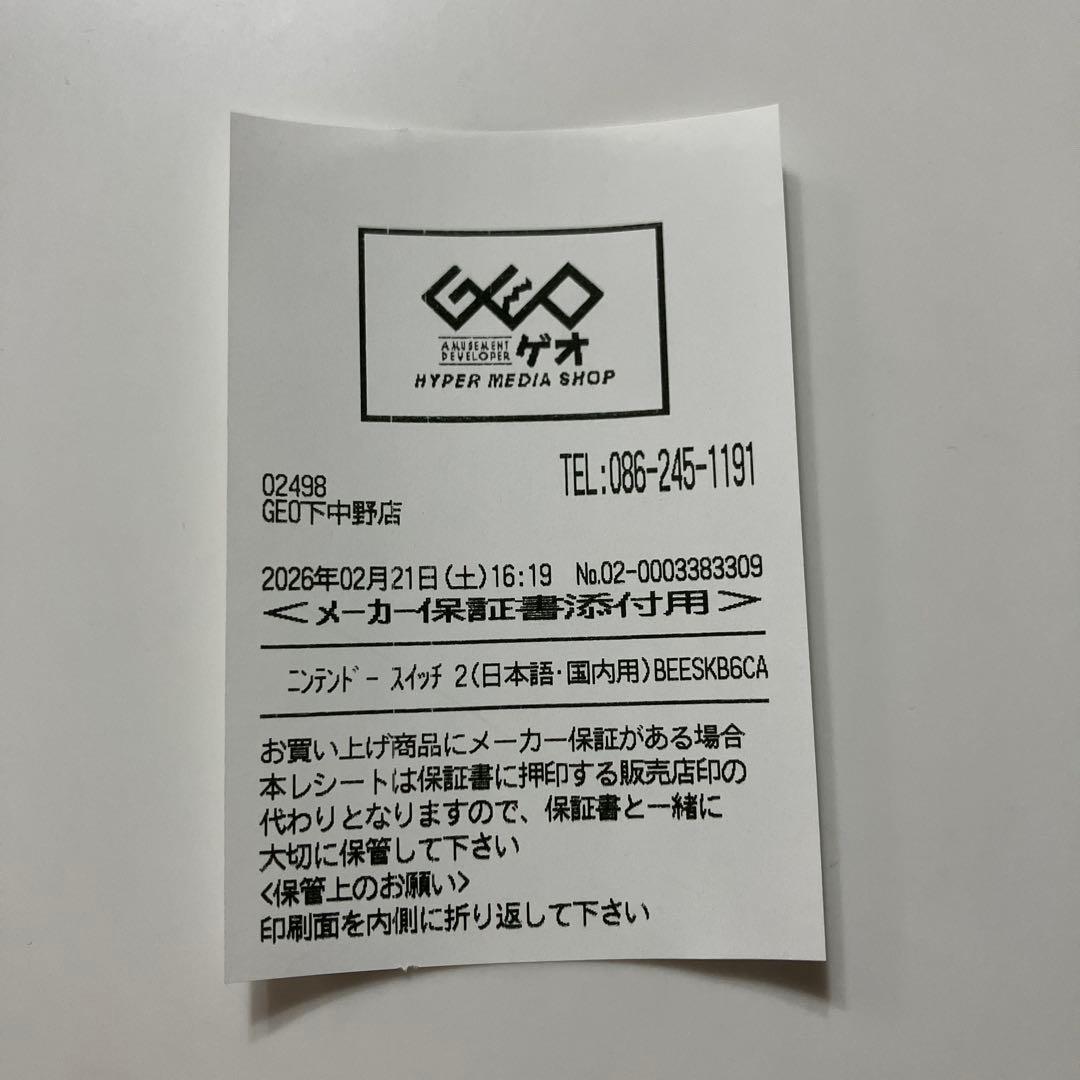 GEO
AMUSEMENT
DEVELOPER ゲオ
HYPER MEDIA SHOP
TEL:086-245-1191
02498
GEO下中野店
2026年02月21日(土)16:19 No.02-0003383309
<メーカー保証書添付用>
ニンテンドー スイッチ 2(日本語・国内用)BEESKB6CA
お買い上げ商品にメーカー保証がある場合
本レシートは保証書に押印する販売店印の
代わりとなりますので、保証書と一緒に
大切に保管して下さい
<保管上のお願い>
印刷面を内側に折り返して下さい